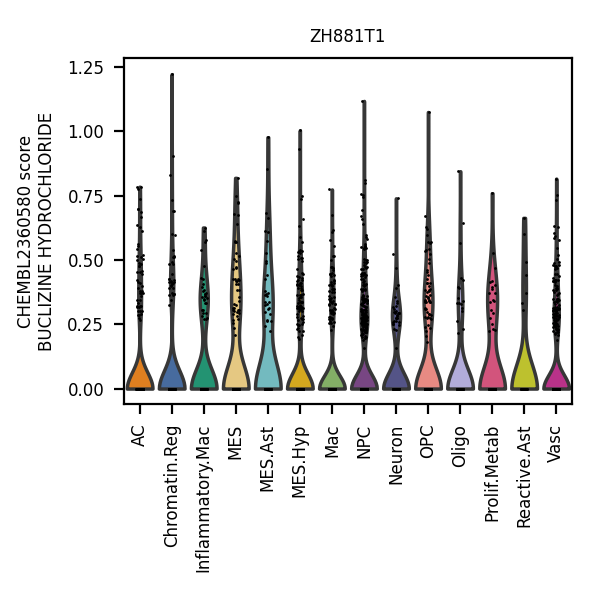 ZH881T1
CHEMBL2360580 score
BUCLIZINE HYDROCHLORIDE
1.25
1.00
0.75
0.50
0.25
0.00
AC
Chromatin.Reg
Inflammatory.Mac
MES
MES.Ast
MES.Hyp
Mac
NPC
Neuron
OPC
Oligo
Prolif.Metab
Reactive.Ast
Vasc